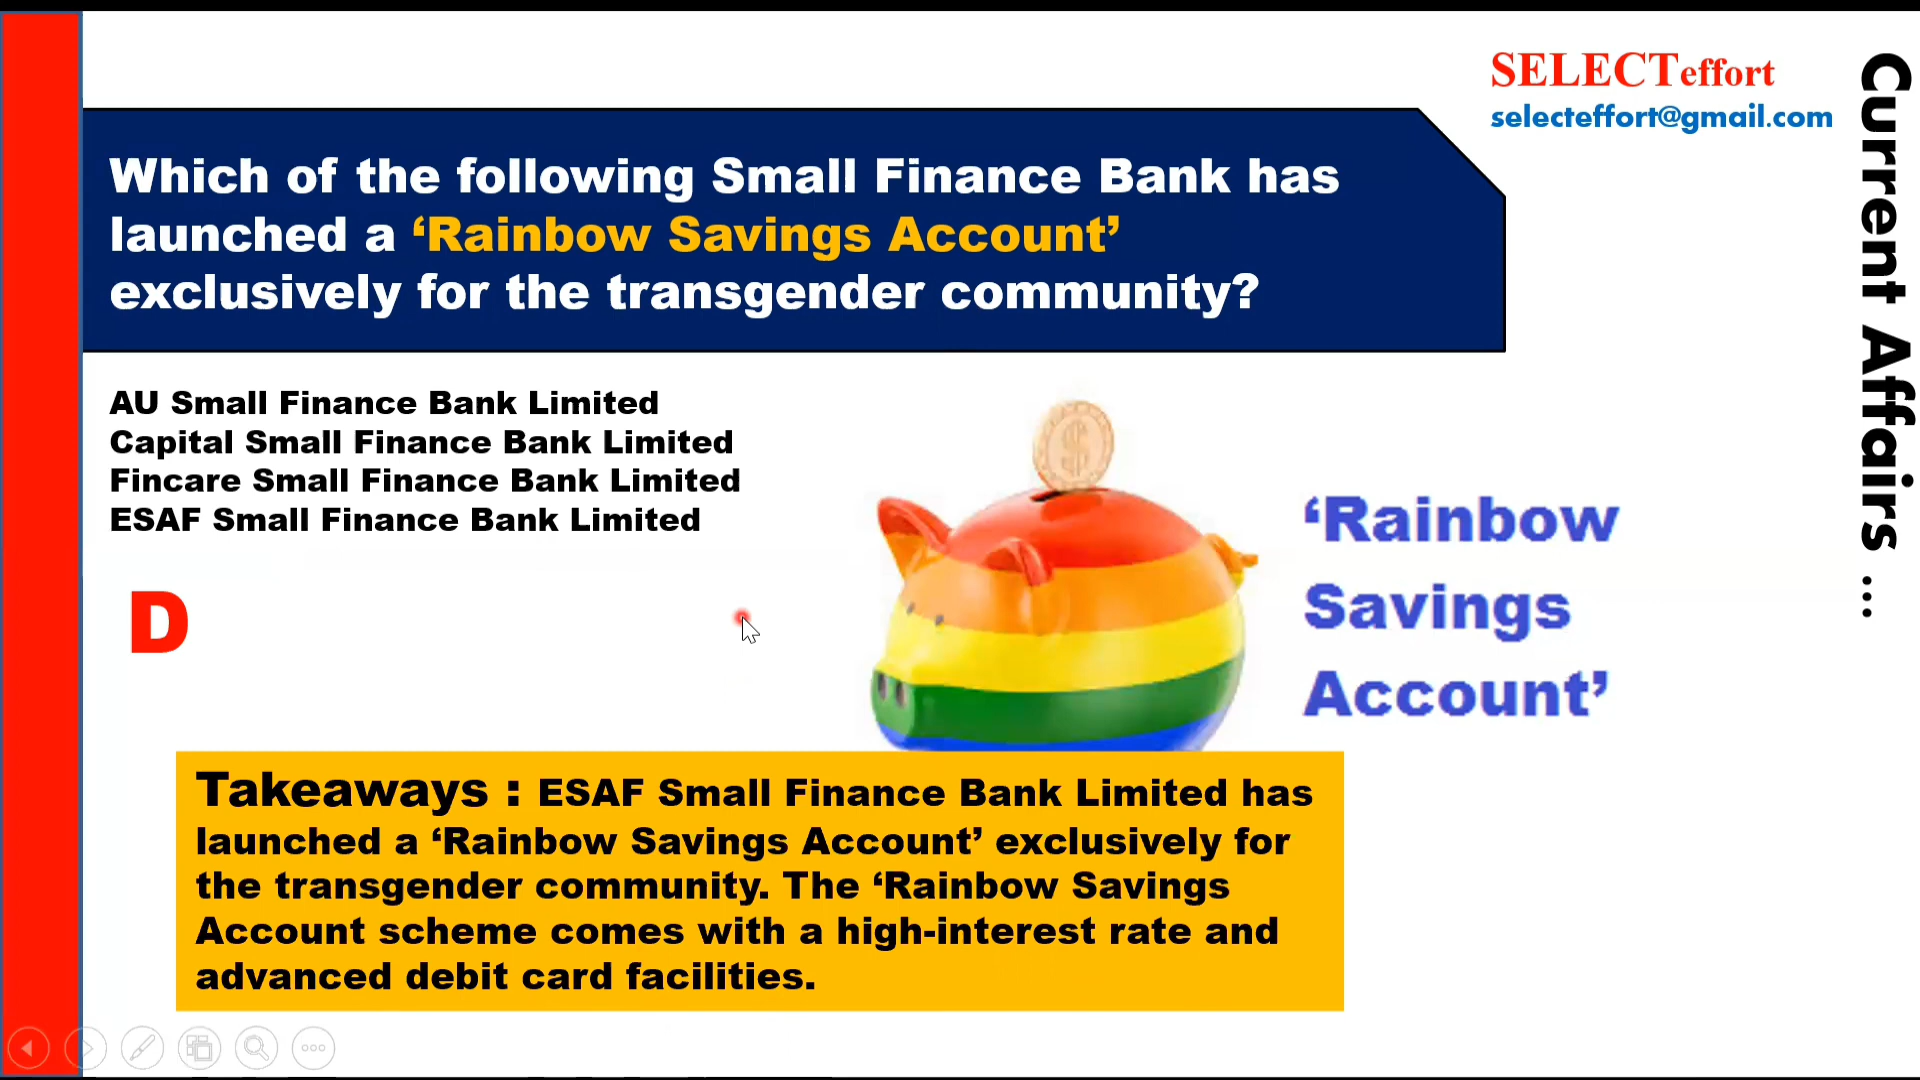 SELECTeffort
selecteffort@gmail.com
Current Affairs ...
Which of the following Small Finance Bank has
launched a ‘Rainbow Savings Account’
exclusively for the transgender community?
AU Small Finance Bank Limited
Capital Small Finance Bank Limited
Fincare Small Finance Bank Limited
ESAF Small Finance Bank Limited
D
$
‘Rainbow
Savings
Account’
Takeaways : ESAF Small Finance Bank Limited has
launched a ‘Rainbow Savings Account’ exclusively for
the transgender community. The ‘Rainbow Savings
Account scheme comes with a high-interest rate and
advanced debit card facilities.